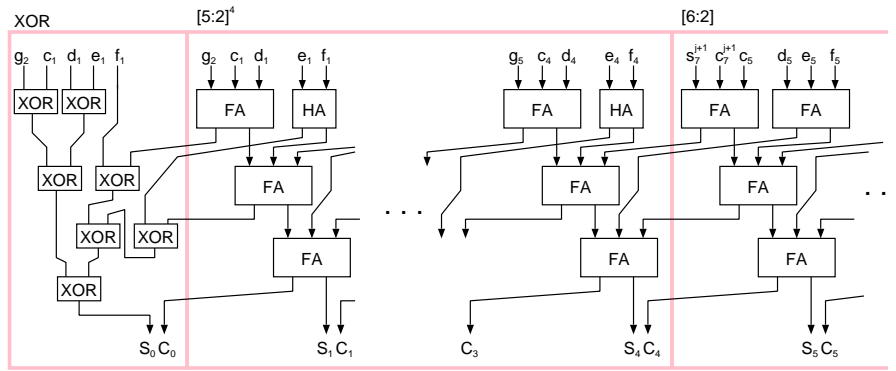 XOR [5:2]⁴ [6:2]
g₂ c₁ d₁ e₁ f₁ g₂ c₁ d₁ e₁ f₁ g₅ c₄ d₄ e₄ f₄ s₇ʲ⁺¹ c₇ʲ⁺¹ c₅ d₅ e₅ f₅
XOR XOR FA HA FA HA FA FA
XOR XOR FA FA FA
XOR XOR . . . . .
FA FA FA
XOR
S₀ C₀ S₁ C₁ C₃ S₄ C₄ S₅ C₅